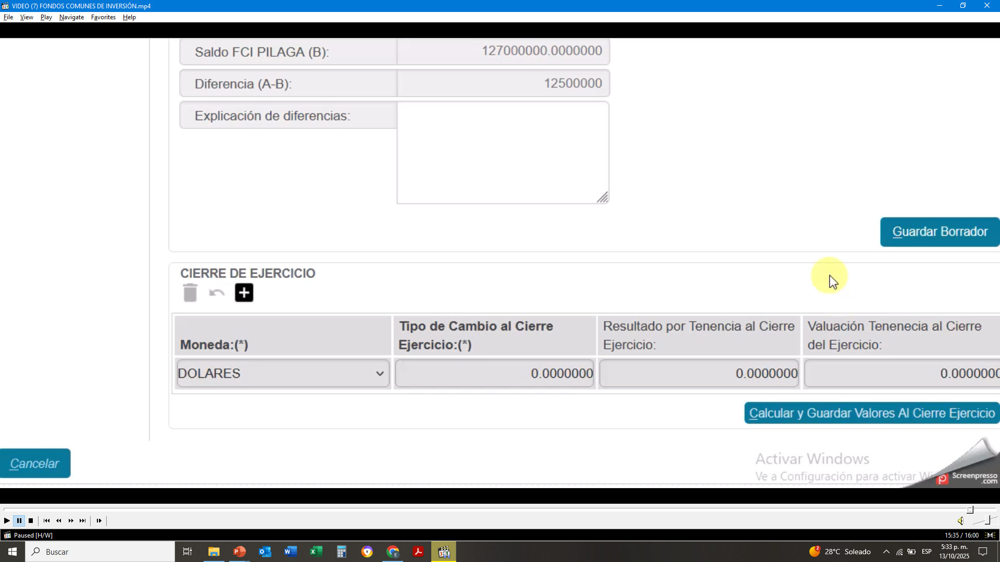 VIDEO (7) FONDOS COMUNES DE INVERSIÓN.mp4
File View Play Navigate Favorites Help
Saldo FCI PILAGA (B): 127000000.0000000
Diferencia (A-B): 12500000
Explicación de diferencias:
Guardar Borrador
CIERRE DE EJERCICIO
Moneda:(*)
Tipo de Cambio al Cierre
Ejercicio:(*)
Resultado por Tenencia al Cierre
Ejercicio:
Valuación Tenenecia al Cierre
del Ejercicio:
DOLARES 0.0000000 0.0000000 0.0000000
Calcular y Guardar Valores Al Cierre Ejercicio
Cancelar
Activar Windows
Ve a Configuración para activar
Screenpresso
.com
Paused [H/W] 15:35 / 16:00
Buscar
2 28°C Soleado ESP
5:33 p. m.
13/10/2025